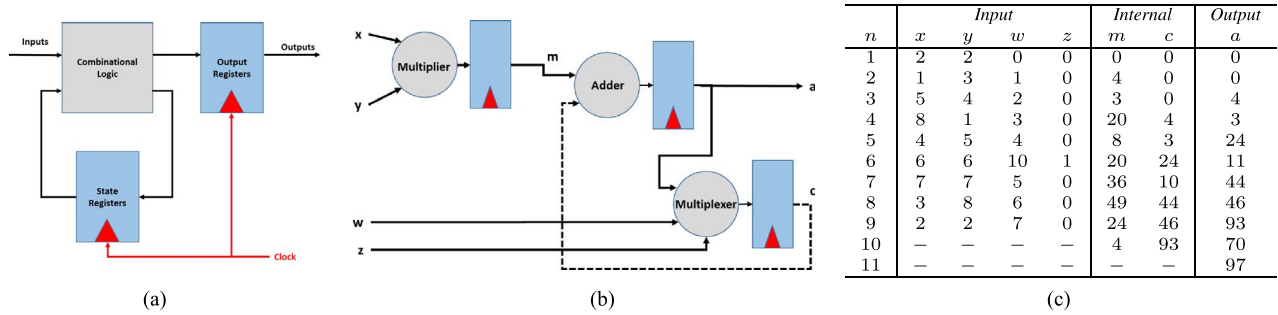 Inputs
Combinational
Logic
Output
Registers
Outputs
State
Registers
Clock
(a)
x
y
Multiplier
m
Adder
a
w
z
Multiplexer
c
(b)
Input Internal Output
n x y w z m c a
1 2 2 0 0 0 0 0
2 1 3 1 0 4 0 0
3 5 4 2 0 3 0 4
4 8 1 3 0 20 4 3
5 4 5 4 0 8 3 24
6 6 6 10 1 20 24 11
7 7 7 5 0 36 10 44
8 3 8 6 0 49 44 46
9 2 2 7 0 24 46 93
10 − − − − 4 93 70
11 − − − − − − 97
(c)